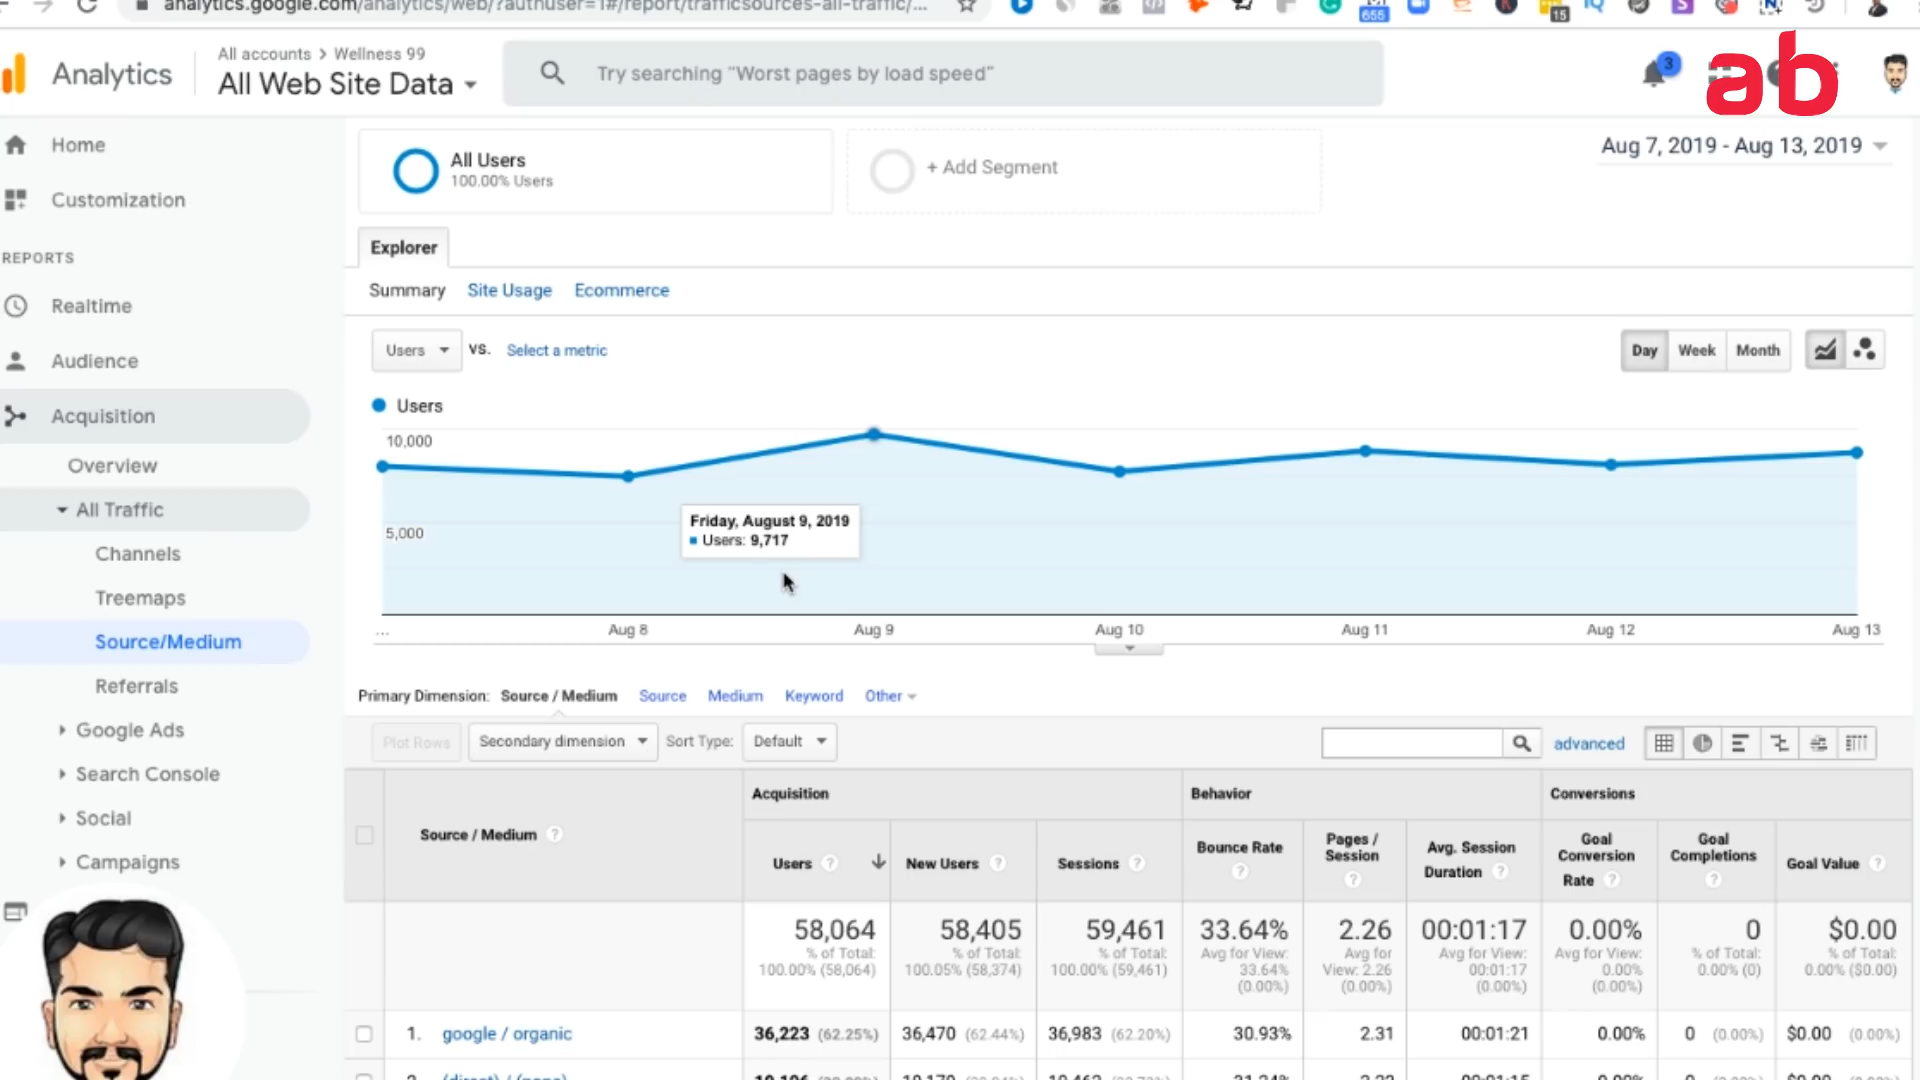 analytics.google.com/analytics/web/?authuser=1#/report/trafficsources-all-traffic/...
655
15
IQ
S
Analytics
All accounts > Wellness 99
All Web Site Data
Try searching "Worst pages by load speed"
3
ab
Home
Customization
REPORTS
Realtime
Audience
Acquisition
Overview
All Traffic
Channels
Treemaps
Source/Medium
Referrals
Google Ads
Search Console
Social
Campaigns
All Users
100.00% Users
+ Add Segment
Aug 7, 2019 - Aug 13, 2019
Explorer
Summary Site Usage Ecommerce
Users VS. Select a metric
Day Week Month
Users
10,000
5,000
Friday, August 9, 2019
Users: 9,717
... Aug 8 Aug 9 Aug 10 Aug 11 Aug 12 Aug 13
Primary Dimension: Source / Medium Source Medium Keyword Other
Plot Rows Secondary dimension Sort Type: Default advanced
Source / Medium ?
Acquisition Behavior Conversions
Users ? New Users ? Sessions ? Bounce Rate ? Pages / Session ? Avg. Session Duration ? Goal Conversion Rate ? Goal Completions ? Goal Value ?
58,064 58,405 59,461 33.64% 2.26 00:01:17 0.00% 0 $0.00
% of Total: % of Total: % of Total: Avg for View: Avg for Avg for View: Avg for View: % of Total: % of Total:
100.00% (58,064) 100.05% (58,374) 100.00% (59,461) 33.64% View: 2.26 00:01:17 0.00% 0.00% (0) 0.00% ($0.00)
(0.00%) (0.00%) (0.00%) (0.00%)
1. google / organic 36,223 (62.25%) 36,470 (62.44%) 36,983 (62.20%) 30.93% 2.31 00:01:21 0.00% 0 (0.00%) $0.00 (0.00%)